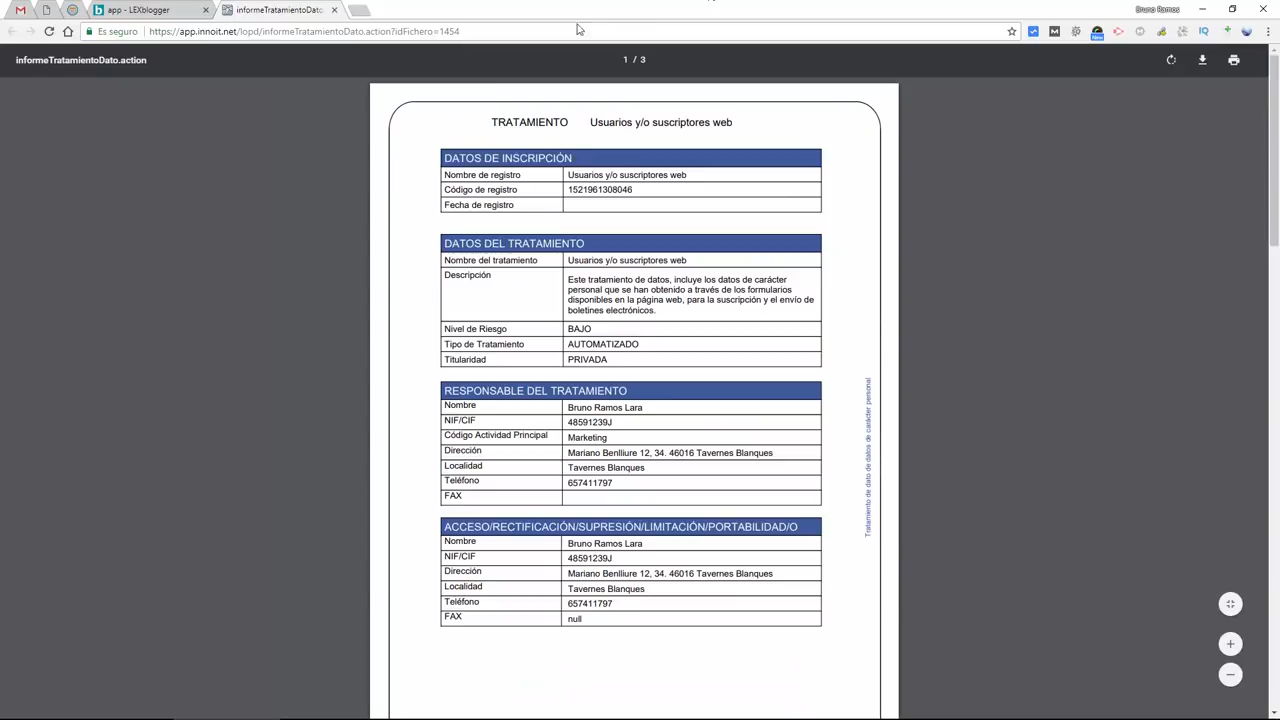 app - LEXblogger
informeTratamientoDato.
Bruno Ramos
Es seguro
https://app.innoit.net/lopd/informeTratamientoDato.action?idFichero=1454
informeTratamientoDato.action
1 / 3
TRATAMIENTO Usuarios y/o suscriptores web
DATOS DE INSCRIPCIÓN
Nombre de registro Usuarios y/o suscriptores web
Código de registro 1521961308046
Fecha de registro
DATOS DEL TRATAMIENTO
Nombre del tratamiento Usuarios y/o suscriptores web
Descripción
Este tratamiento de datos, incluye los datos de carácter
personal que se han obtenido a través de los formularios
disponibles en la página web, para la suscripción y el envío de
boletines electrónicos.
Nivel de Riesgo BAJO
Tipo de Tratamiento AUTOMATIZADO
Titularidad PRIVADA
RESPONSABLE DEL TRATAMIENTO
Nombre Bruno Ramos Lara
NIF/CIF 48591239J
Código Actividad Principal Marketing
Dirección Mariano Benlliure 12, 34. 46016 Tavernes Blanques
Localidad Tavernes Blanques
Teléfono 657411797
FAX
ACCESO/RECTIFICACIÓN/SUPRESIÓN/LIMITACIÓN/PORTABILIDAD/O
Nombre Bruno Ramos Lara
NIF/CIF 48591239J
Dirección Mariano Benlliure 12, 34. 46016 Tavernes Blanques
Localidad Tavernes Blanques
Teléfono 657411797
FAX null
Tratamiento de dato de datos de carácter personal